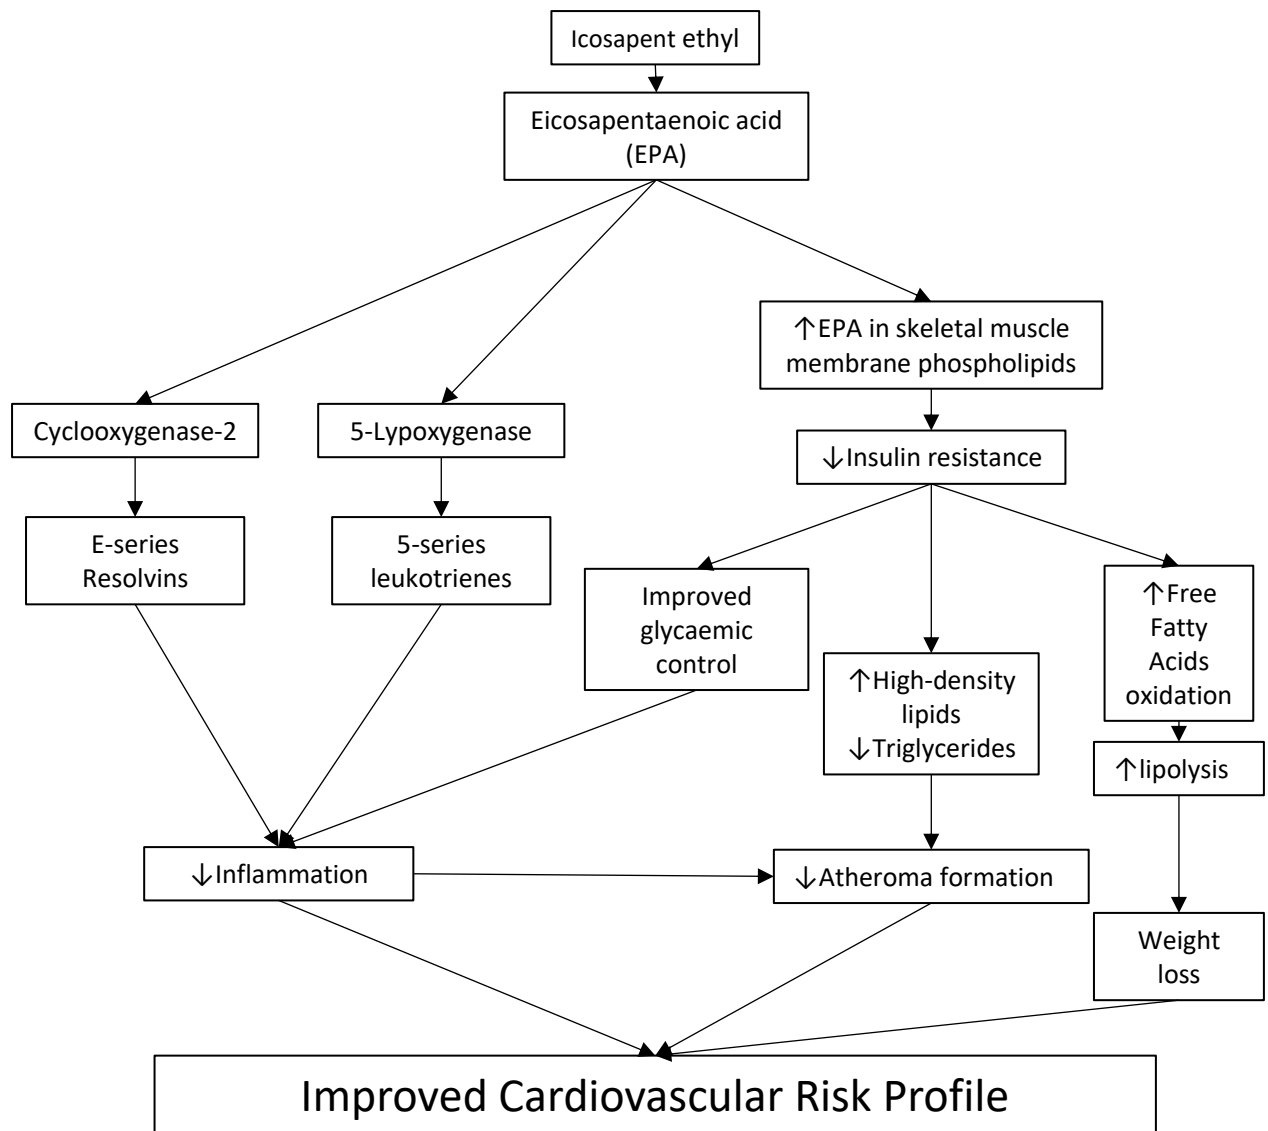 Icosapent ethyl
Eicosapentaenoic acid
(EPA)
↑EPA in skeletal muscle
membrane phospholipids
Cyclooxygenase-2
5-Lypoxygenase
↓Insulin resistance
E-series
Resolvins
5-series
leukotrienes
Improved
glycaemic
control
↑High-density
lipids
↓Triglycerides
↑Free
Fatty
Acids
oxidation
↑lipolysis
↓Inflammation
↓Atheroma formation
Weight
loss
Improved Cardiovascular Risk Profile